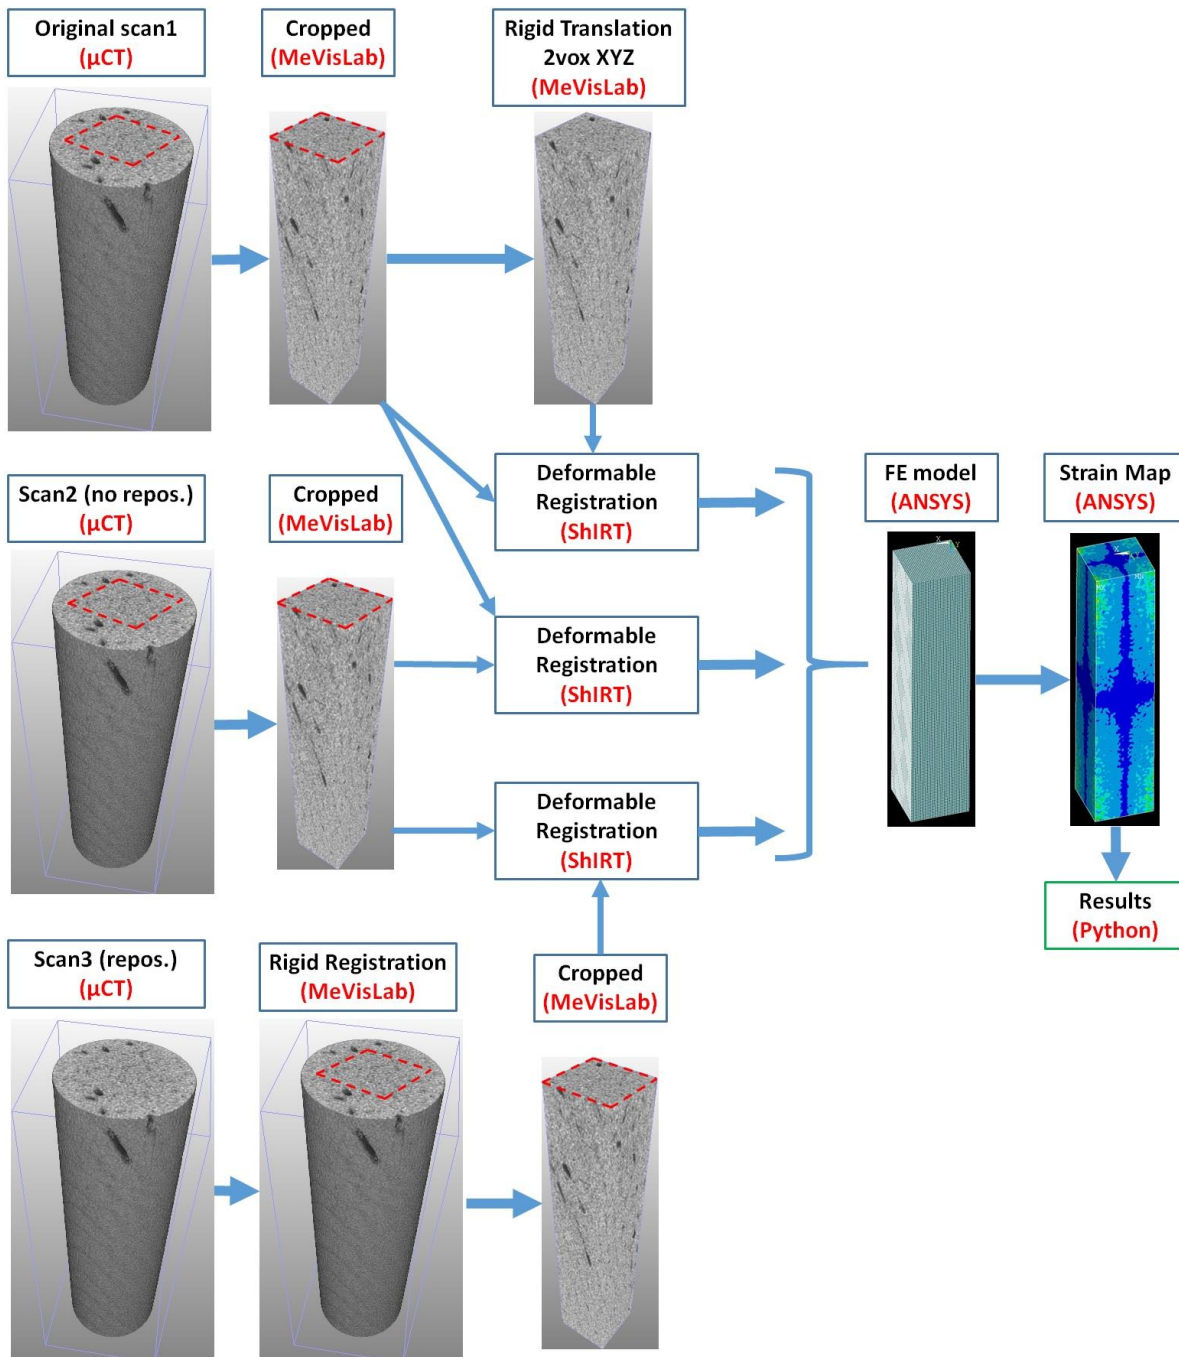 Original scan1
(µCT)
Cropped
(MeVisLab)
Rigid Translation
2vox XYZ
(MeVisLab)
Deformable
Registration
(ShIRT)
Scan2 (no repos.)
(µCT)
Cropped
(MeVisLab)
Deformable
Registration
(ShIRT)
Deformable
Registration
(ShIRT)
FE model
(ANSYS)
Strain Map
(ANSYS)
Results
(Python)
Scan3 (repos.)
(µCT)
Rigid Registration
(MeVisLab)
Cropped
(MeVisLab)